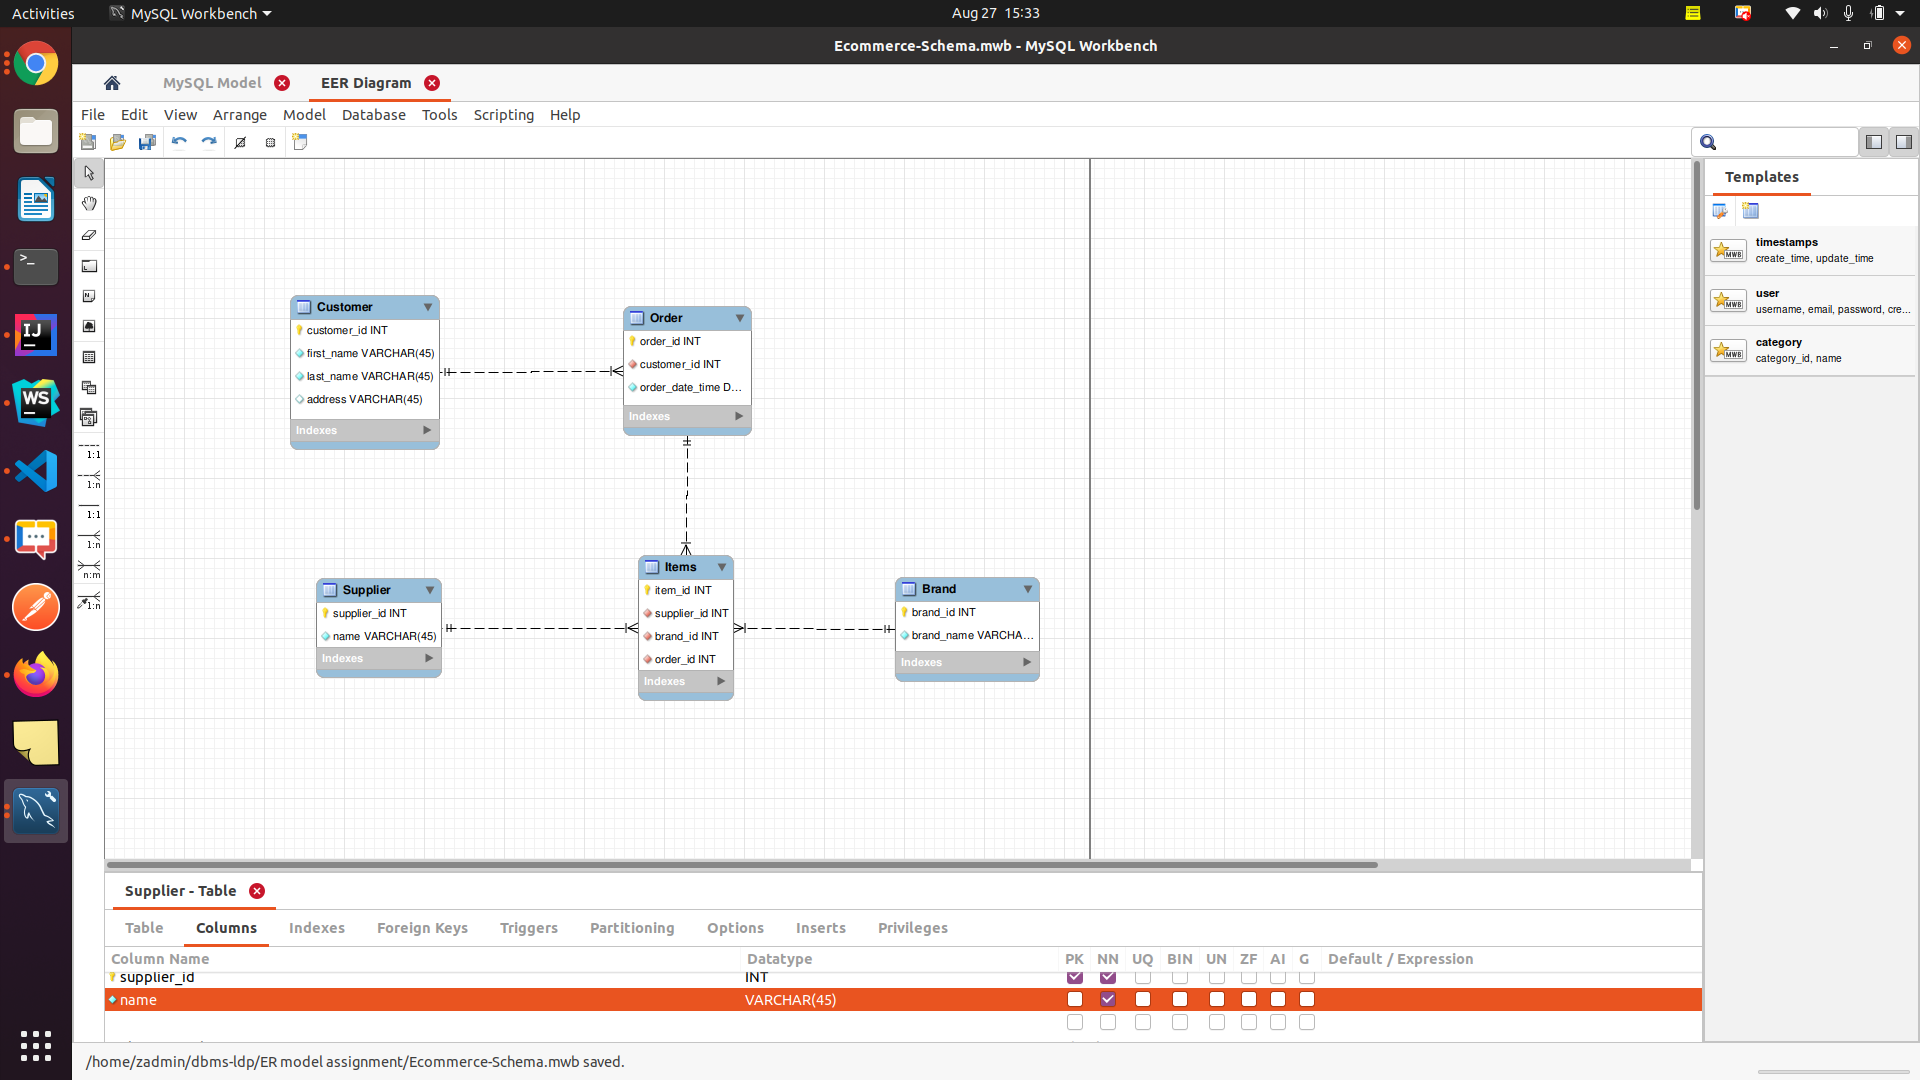 Activities MySQL Workbench Aug 27 15:33
Ecommerce-Schema.mwb - MySQL Workbench
MySQL Model EER Diagram
File Edit View Arrange Model Database Tools Scripting Help
Templates
timestamps
create_time, update_time
user
username, email, password, cre...
category
category_id, name
Customer
customer_id INT
first_name VARCHAR(45)
last_name VARCHAR(45)
address VARCHAR(45)
Indexes
Order
order_id INT
customer_id INT
order_date_time D...
Indexes
Supplier
supplier_id INT
name VARCHAR(45)
Indexes
Items
item_id INT
supplier_id INT
brand_id INT
order_id INT
Indexes
Brand
brand_id INT
brand_name VARCHA...
Indexes
1:1
1:n
1:1
1:n
n:m
1:n
Supplier - Table
Table Columns Indexes Foreign Keys Triggers Partitioning Options Inserts Privileges
Column Name Datatype PK NN UQ BIN UN ZF AI G Default / Expression
supplier_id INT
name VARCHAR(45)
/home/zadmin/dbms-ldp/ER model assignment/Ecommerce-Schema.mwb saved.
IJ
WS
MWB
MWB
MWB